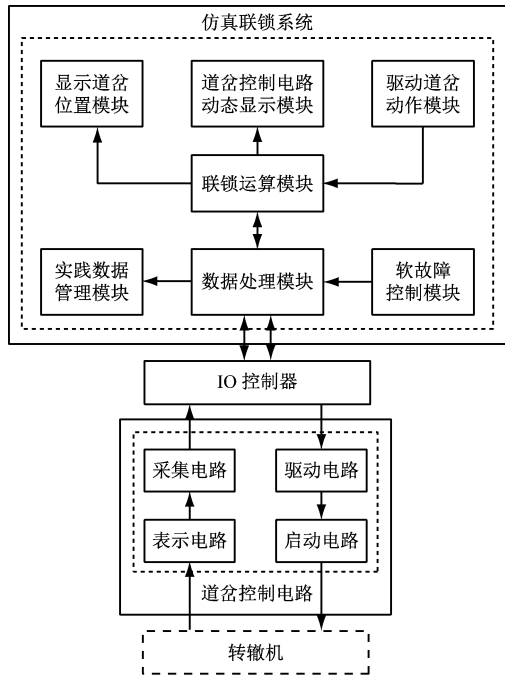 仿真联锁系统
显示道岔
位置模块
道岔控制电路
动态显示模块
驱动道岔
动作模块
联锁运算模块
实践数据
管理模块
数据处理模块
软故障
控制模块
IO 控制器
采集电路
驱动电路
表示电路
启动电路
道岔控制电路
转辙机